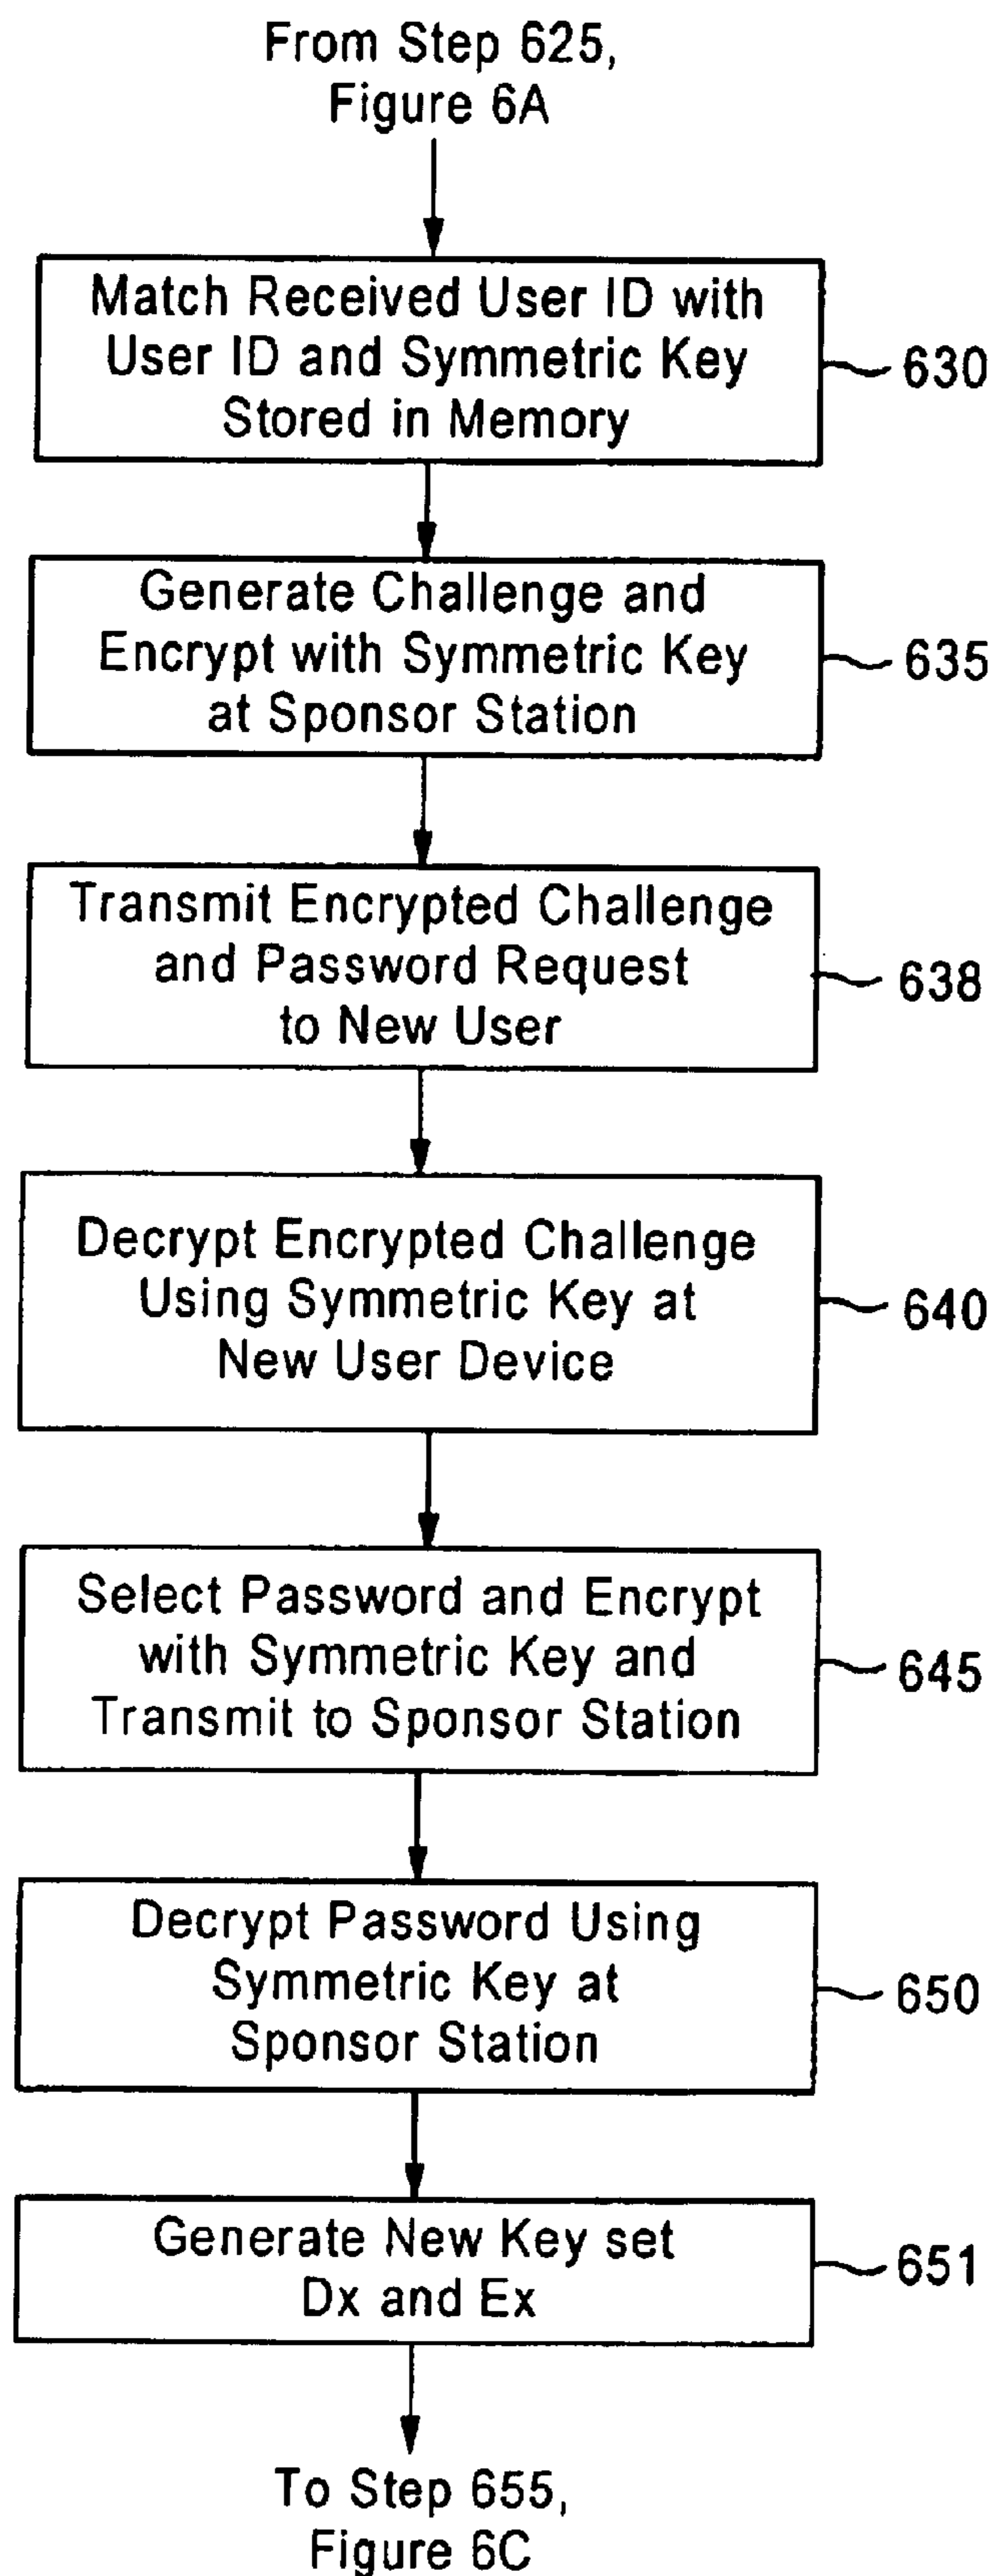 From Step 625,
Figure 6A
Match Received User ID with
User ID and Symmetric Key
Stored in Memory
630
Generate Challenge and
Encrypt with Symmetric Key
at Sponsor Station
635
Transmit Encrypted Challenge
and Password Request
to New User
638
Decrypt Encrypted Challenge
Using Symmetric Key at
New User Device
640
Select Password and Encrypt
with Symmetric Key and
Transmit to Sponsor Station
645
Decrypt Password Using
Symmetric Key at
Sponsor Station
650
Generate New Key set
Dx and Ex
651
To Step 655,
Figure 6C